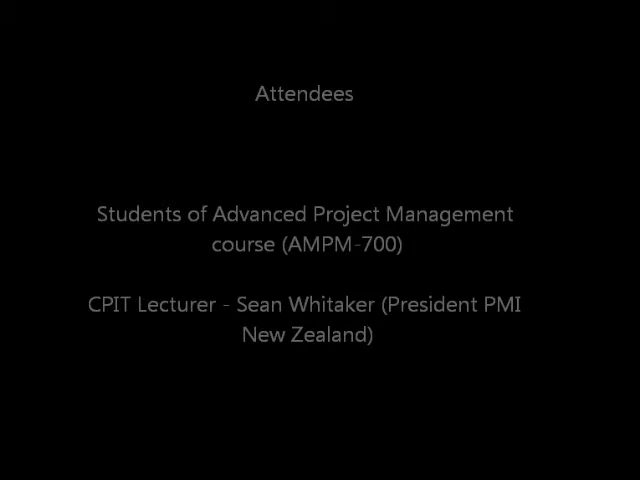 Attendees
Students of Advanced Project Management
course (AMPM-700)
CPIT Lecturer - Sean Whitaker (President PMI
New Zealand)